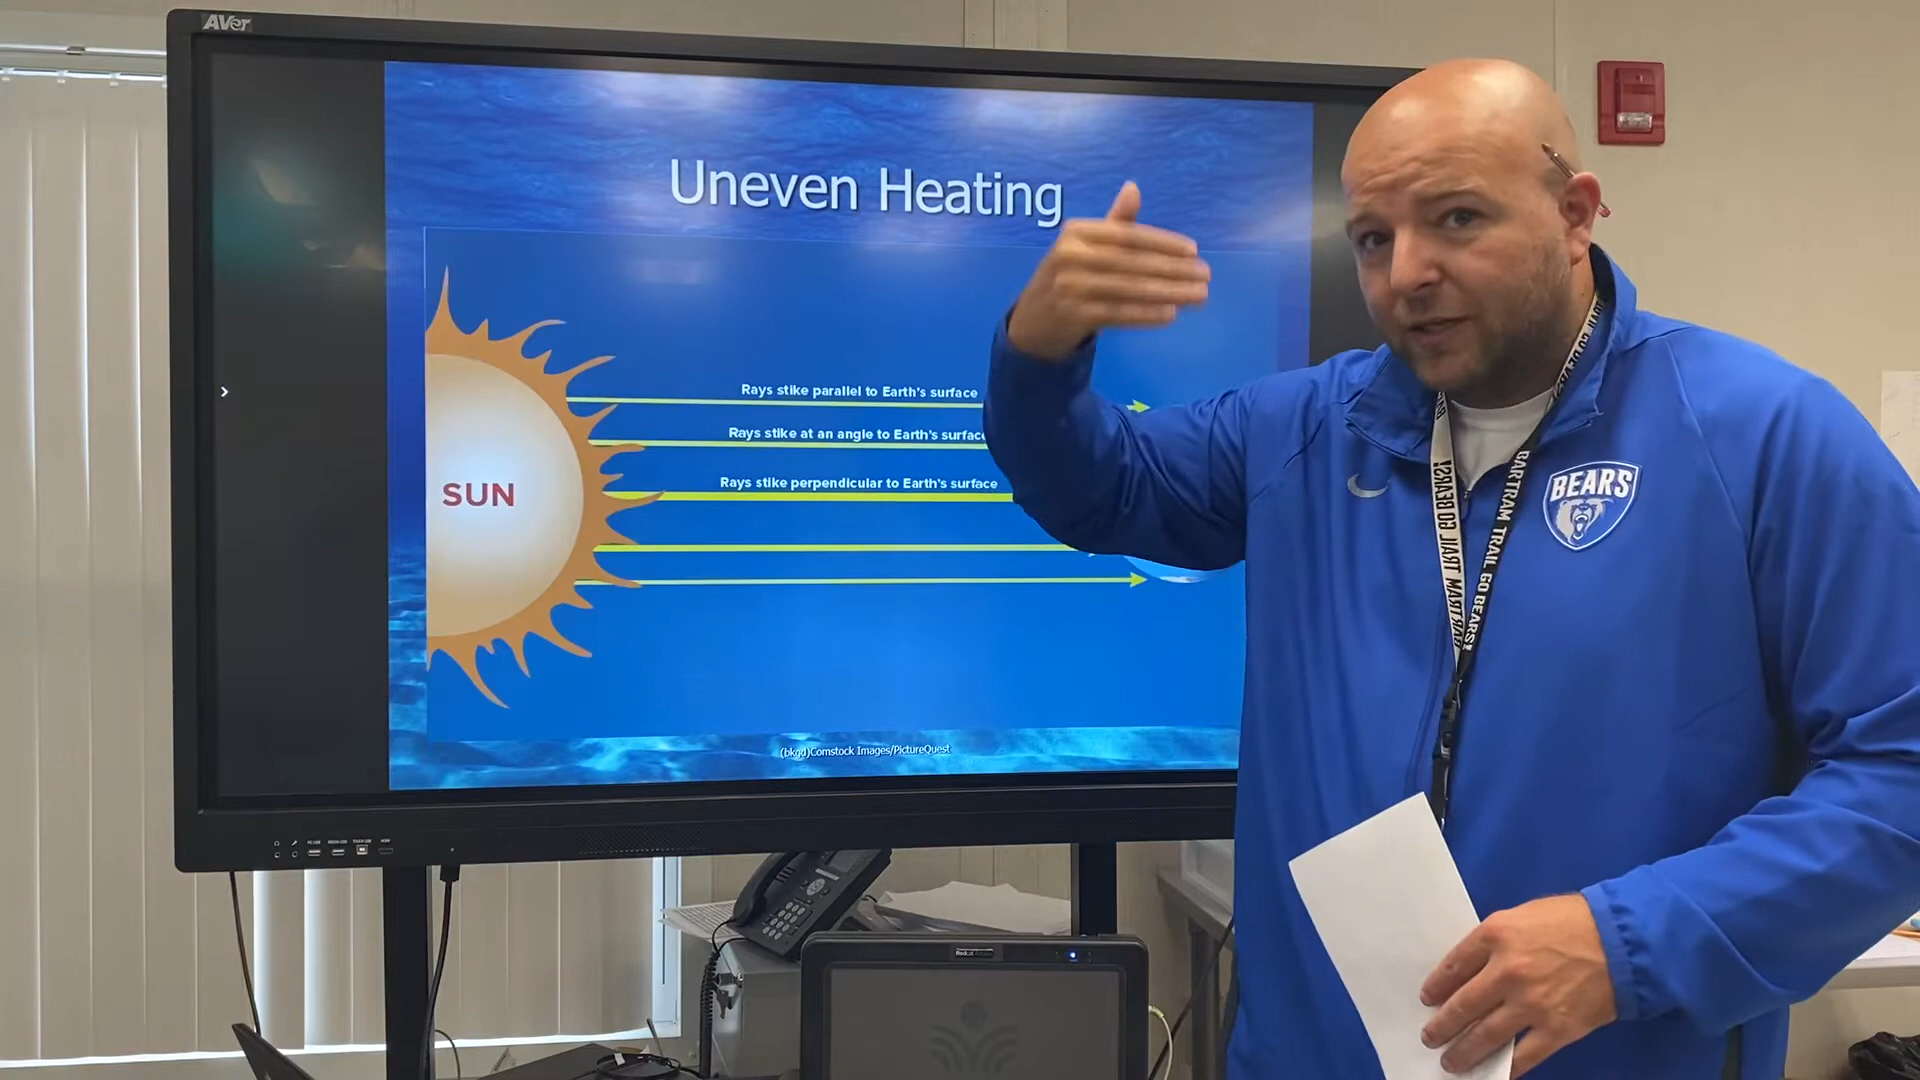 AVer
Uneven Heating
Rays stike parallel to Earth's surface
Rays stike at an angle to Earth's surface
Rays stike perpendicular to Earth's surface
SUN
(bkgd)Comstock Images/PictureQuest
BEARS
BARTRAM TRAIL GO BEARS!